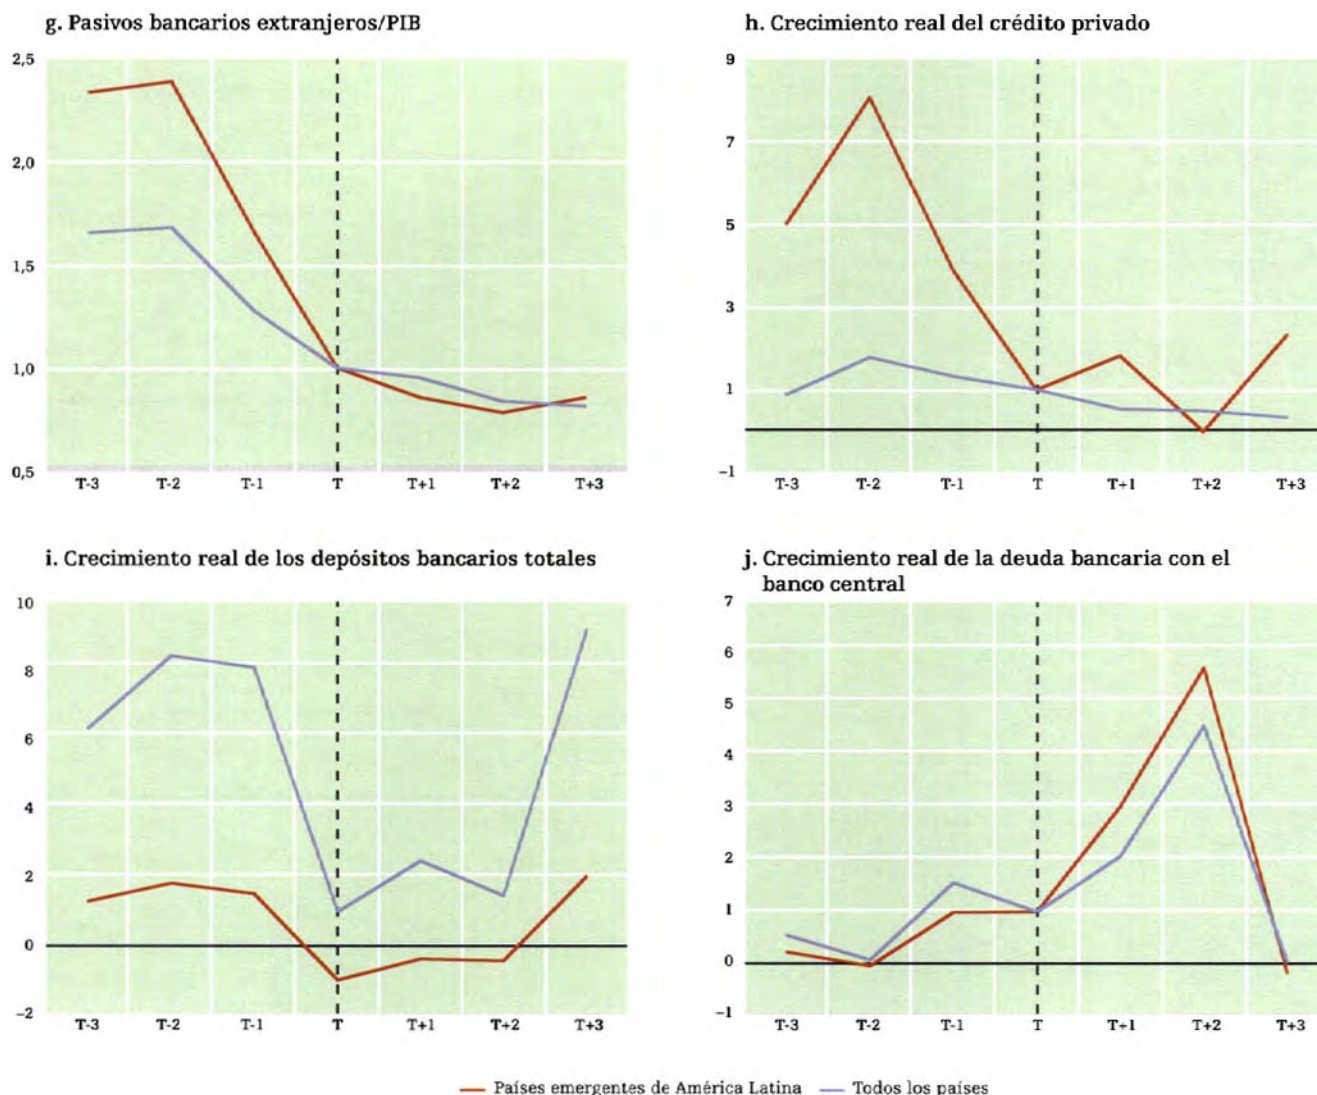 g. Pasivos bancarios extranjeros/PIB
2,5
2,0
1,5
1,0
0,5
T-3 T-2 T-1 T T+1 T+2 T+3
h. Crecimiento real del crédito privado
9
7
5
3
1
–1
T-3 T-2 T-1 T T+1 T+2 T+3
i. Crecimiento real de los depósitos bancarios totales
10
8
6
4
2
0
–2
T-3 T-2 T-1 T T+1 T+2 T+3
j. Crecimiento real de la deuda bancaria con el
banco central
7
6
5
4
3
2
1
0
–1
T-3 T-2 T-1 T T+1 T+2 T+3
Países emergentes de América Latina Todos los países